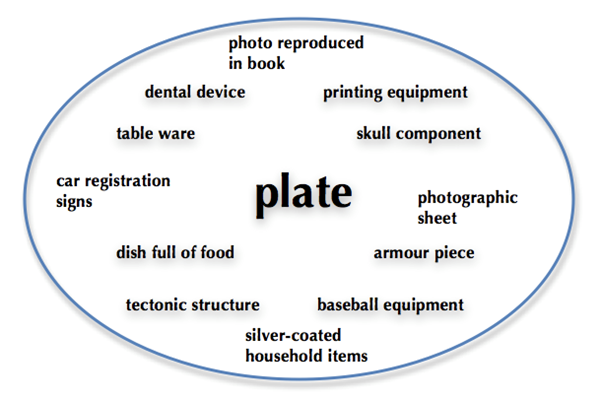 photo reproduced
in book
dental device
printing equipment
table ware
skull component
car registration
signs
plate
photographic
sheet
dish full of food
armour piece
tectonic structure
baseball equipment
silver-coated
household items